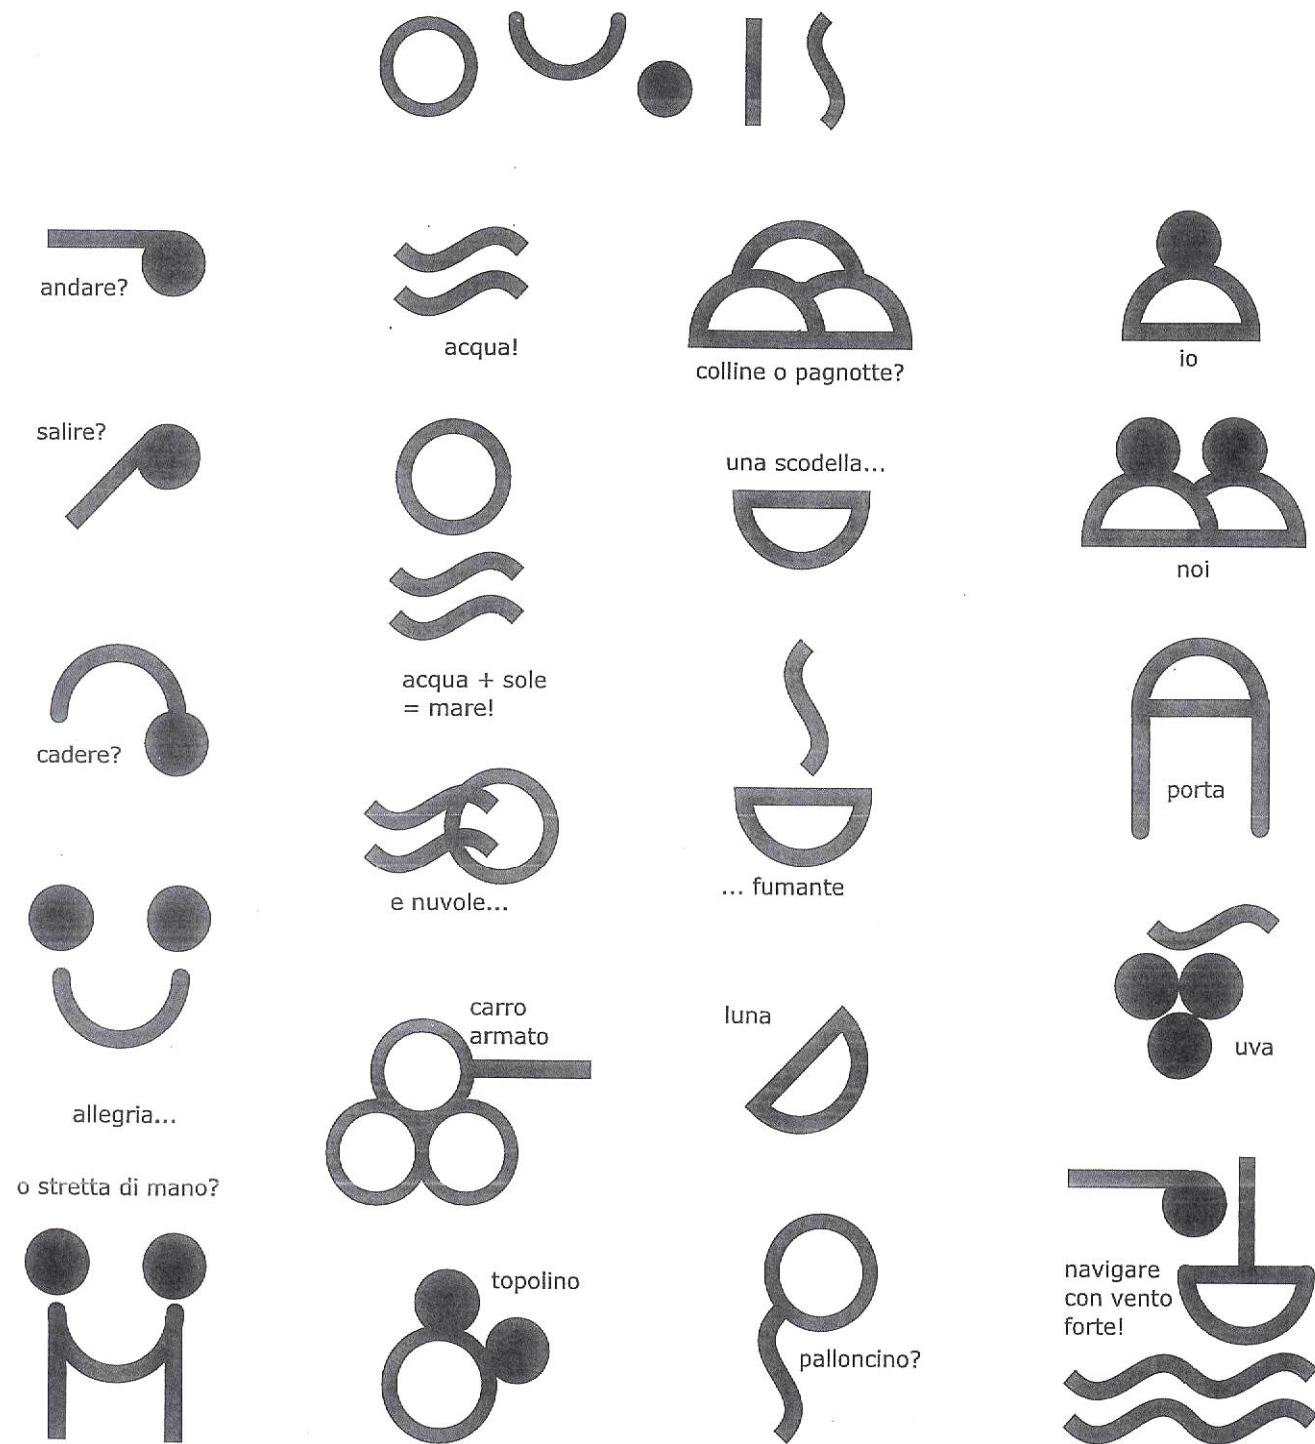 andare?
salire?
cadere?
allegria...
o stretta di mano?
acqua!
acqua + sole
= mare!
e nuvole...
carro
armato
topolino
colline o pagnotte?
una scodella...
... fumante
luna
palloncino?
io
noi
porta
uva
navigare
con vento
forte!